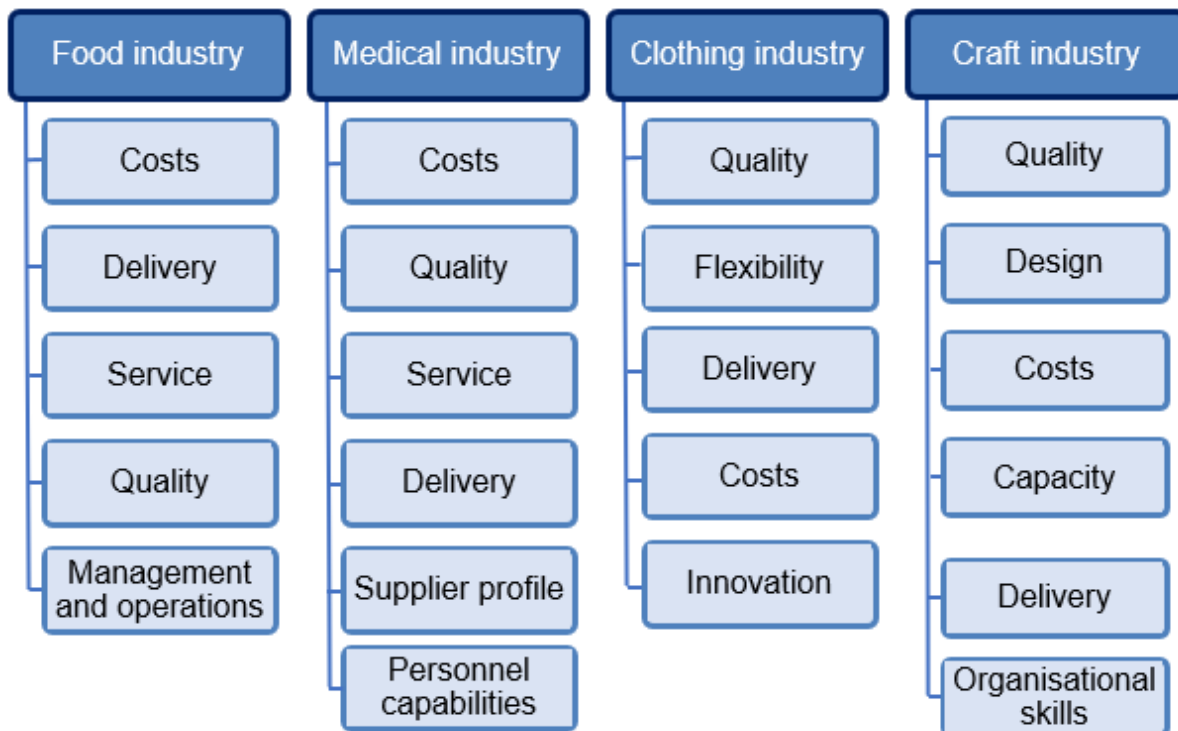 Food industry
Costs
Delivery
Service
Quality
Management
and operations
Medical industry
Costs
Quality
Service
Delivery
Supplier profile
Personnel
capabilities
Clothing industry
Quality
Flexibility
Delivery
Costs
Innovation
Craft industry
Quality
Design
Costs
Capacity
Delivery
Organisational
skills